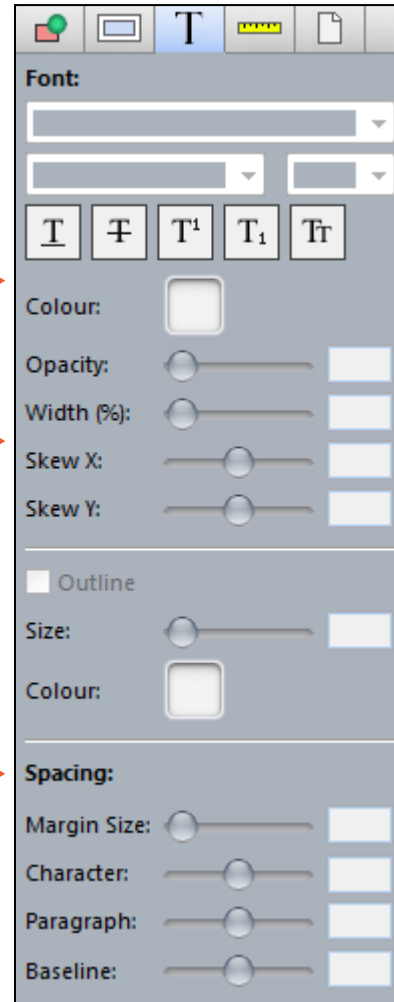 T
Font:
T T T¹ T₁ TT
Colour:
Opacity:
Width (%):
Skew X:
Skew Y:
Outline
Size:
Colour:
Spacing:
Margin Size:
Character:
Paragraph:
Baseline: